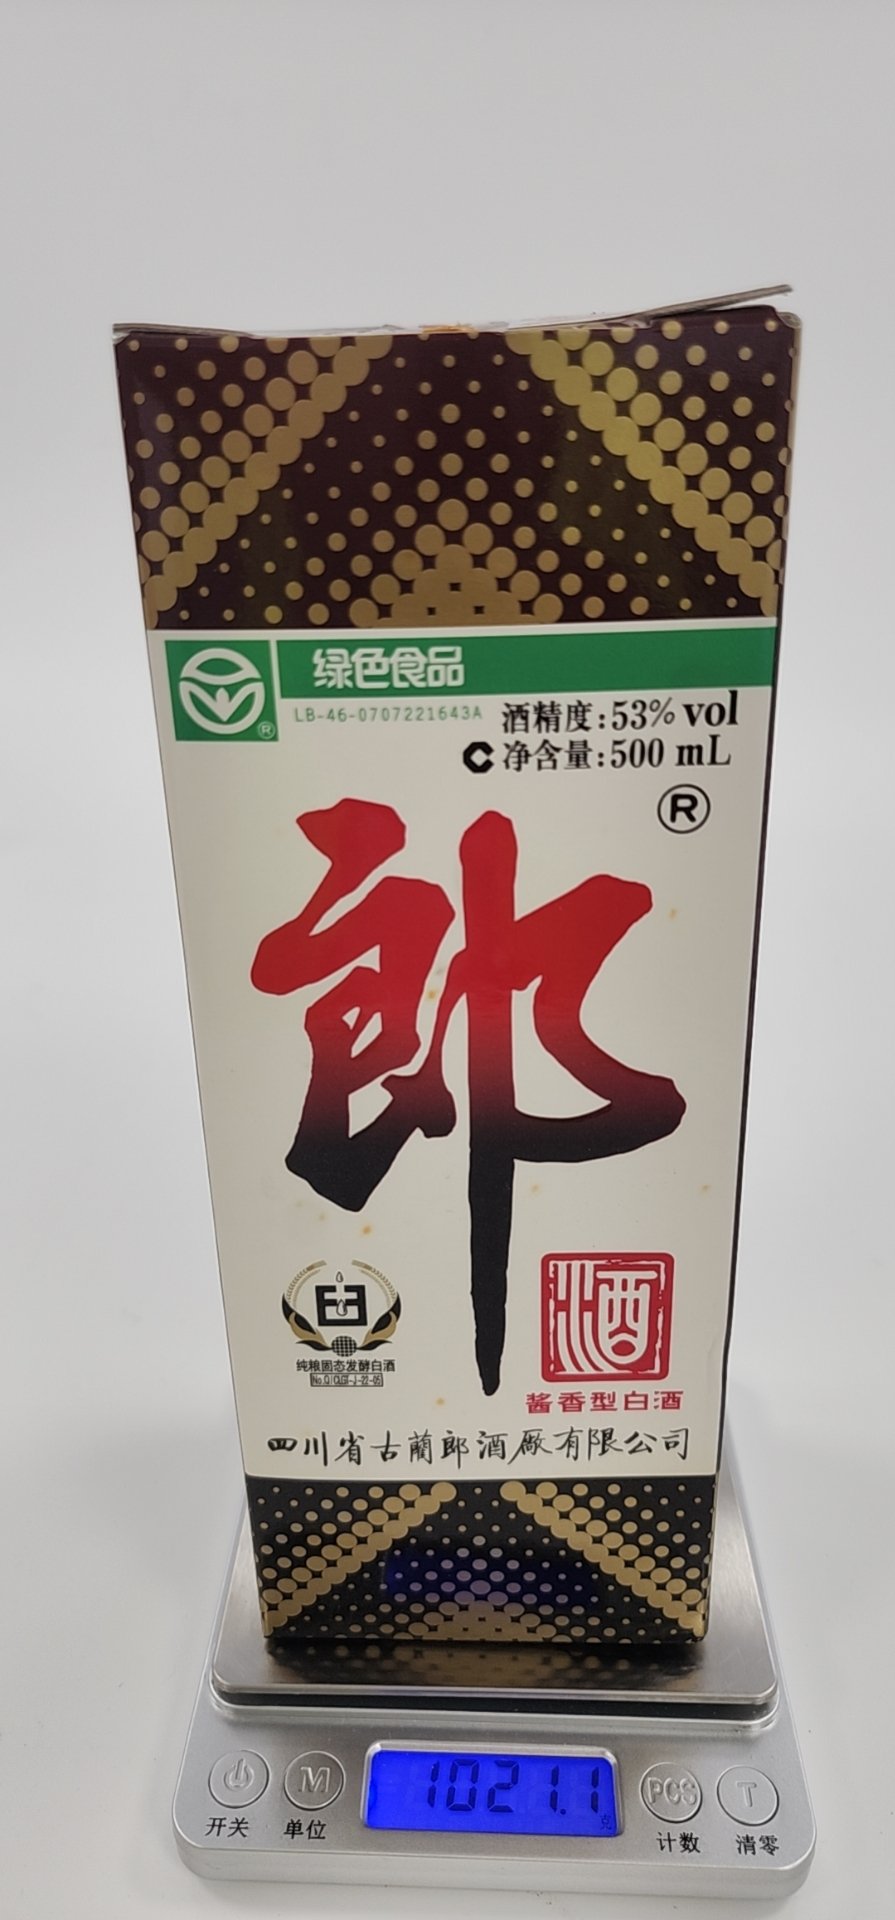 绿色食品
®
LB-46-0707221643A
酒精度:53% vol
C 净含量:500 mL
®
郎
酒
纯粮固态发酵白酒
酱香型白酒
四川省古蔺郎酒厰有限公司
M
1021.1
克
PCS
T
开关
单位
计数
清零